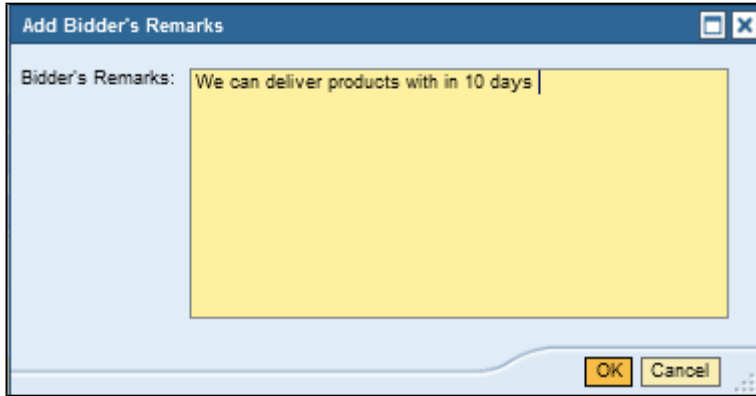 Add Bidder's Remarks
Bidder's Remarks: We can deliver products with in 10 days
OK Cancel